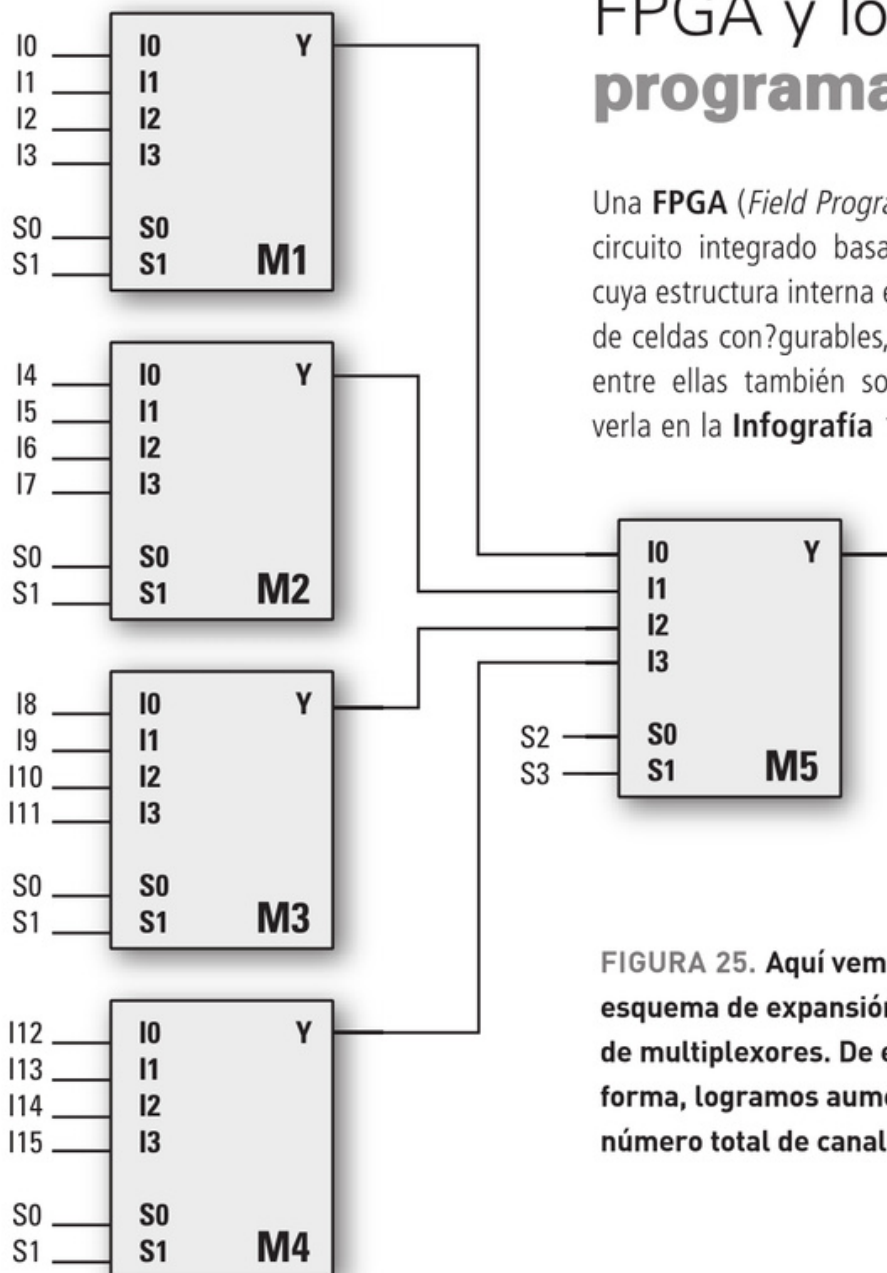 I0 I0 Y
I1 I1
I2 I2
I3 I3
S0 S0
S1 S1 M1
I4 I0 Y
I5 I1
I6 I2
I7 I3
S0 S0
S1 S1 M2
I8 I0 Y
I9 I1
I10 I2
I11 I3
S0 S0
S1 S1 M3
I12 I0 Y
I13 I1
I14 I2
I15 I3
S0 S0
S1 S1 M4
FPGA y lo
programa
Una FPGA (Field Progra
circuito integrado basa
cuya estructura interna e
de celdas con?gurables,
entre ellas también so
verla en la Infografía
I0 Y
I1
I2
I3
S2 S0
S3 S1 M5
FIGURA 25. Aquí vem
esquema de expansión
de multiplexores. De e
forma, logramos aume
número total de canal